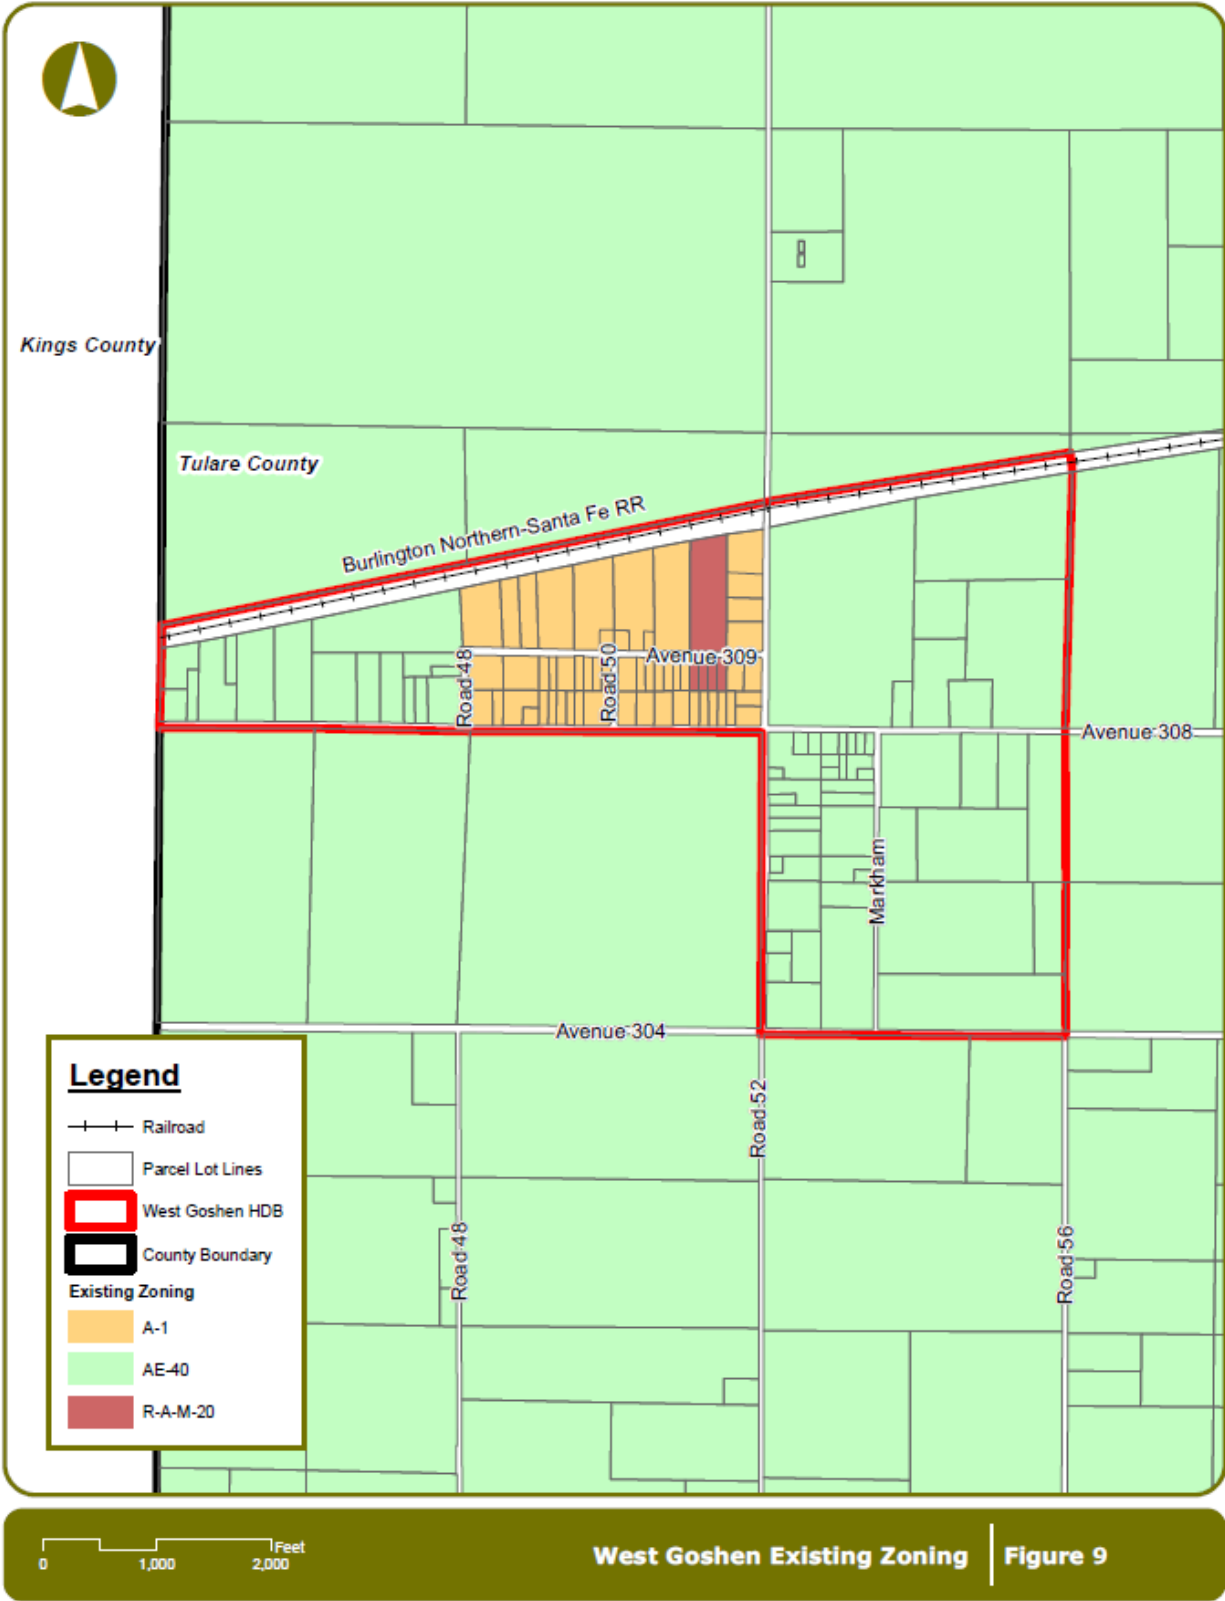 Kings County
Tulare County
Burlington Northern-Santa Fe RR
Avenue 309
Road 48
Road 50
Avenue 308
Markham
Avenue 304
Road 52
Road 48
Road 56
Legend
Railroad
Parcel Lot Lines
West Goshen HDB
County Boundary
Existing Zoning
A-1
AE-40
R-A-M-20
Feet
0 1,000 2,000
West Goshen Existing Zoning Figure 9